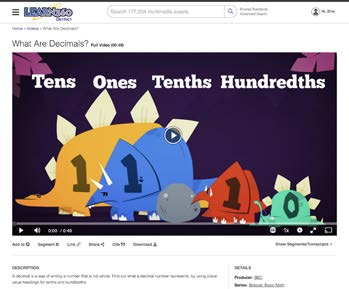 LEARN360
DISTRICT
Search 177,204 multimedia assets
Browse Standards
Advanced Search
Home › Videos › What Are Decimals?
What Are Decimals? Full Video (00:49)
Tens Ones Tenths Hundredths
1 1 . 1 0
0:00 / 0:49
1x
Add to
Segment
Link
Share
Cite
Download
Show Segments/Transcripts
DESCRIPTION
A decimal is a way of writing a number that is not whole. Find out what a decimal number represents, by using place
value headings for tenths and hundredths.
DETAILS
Producer: BBC
Series: